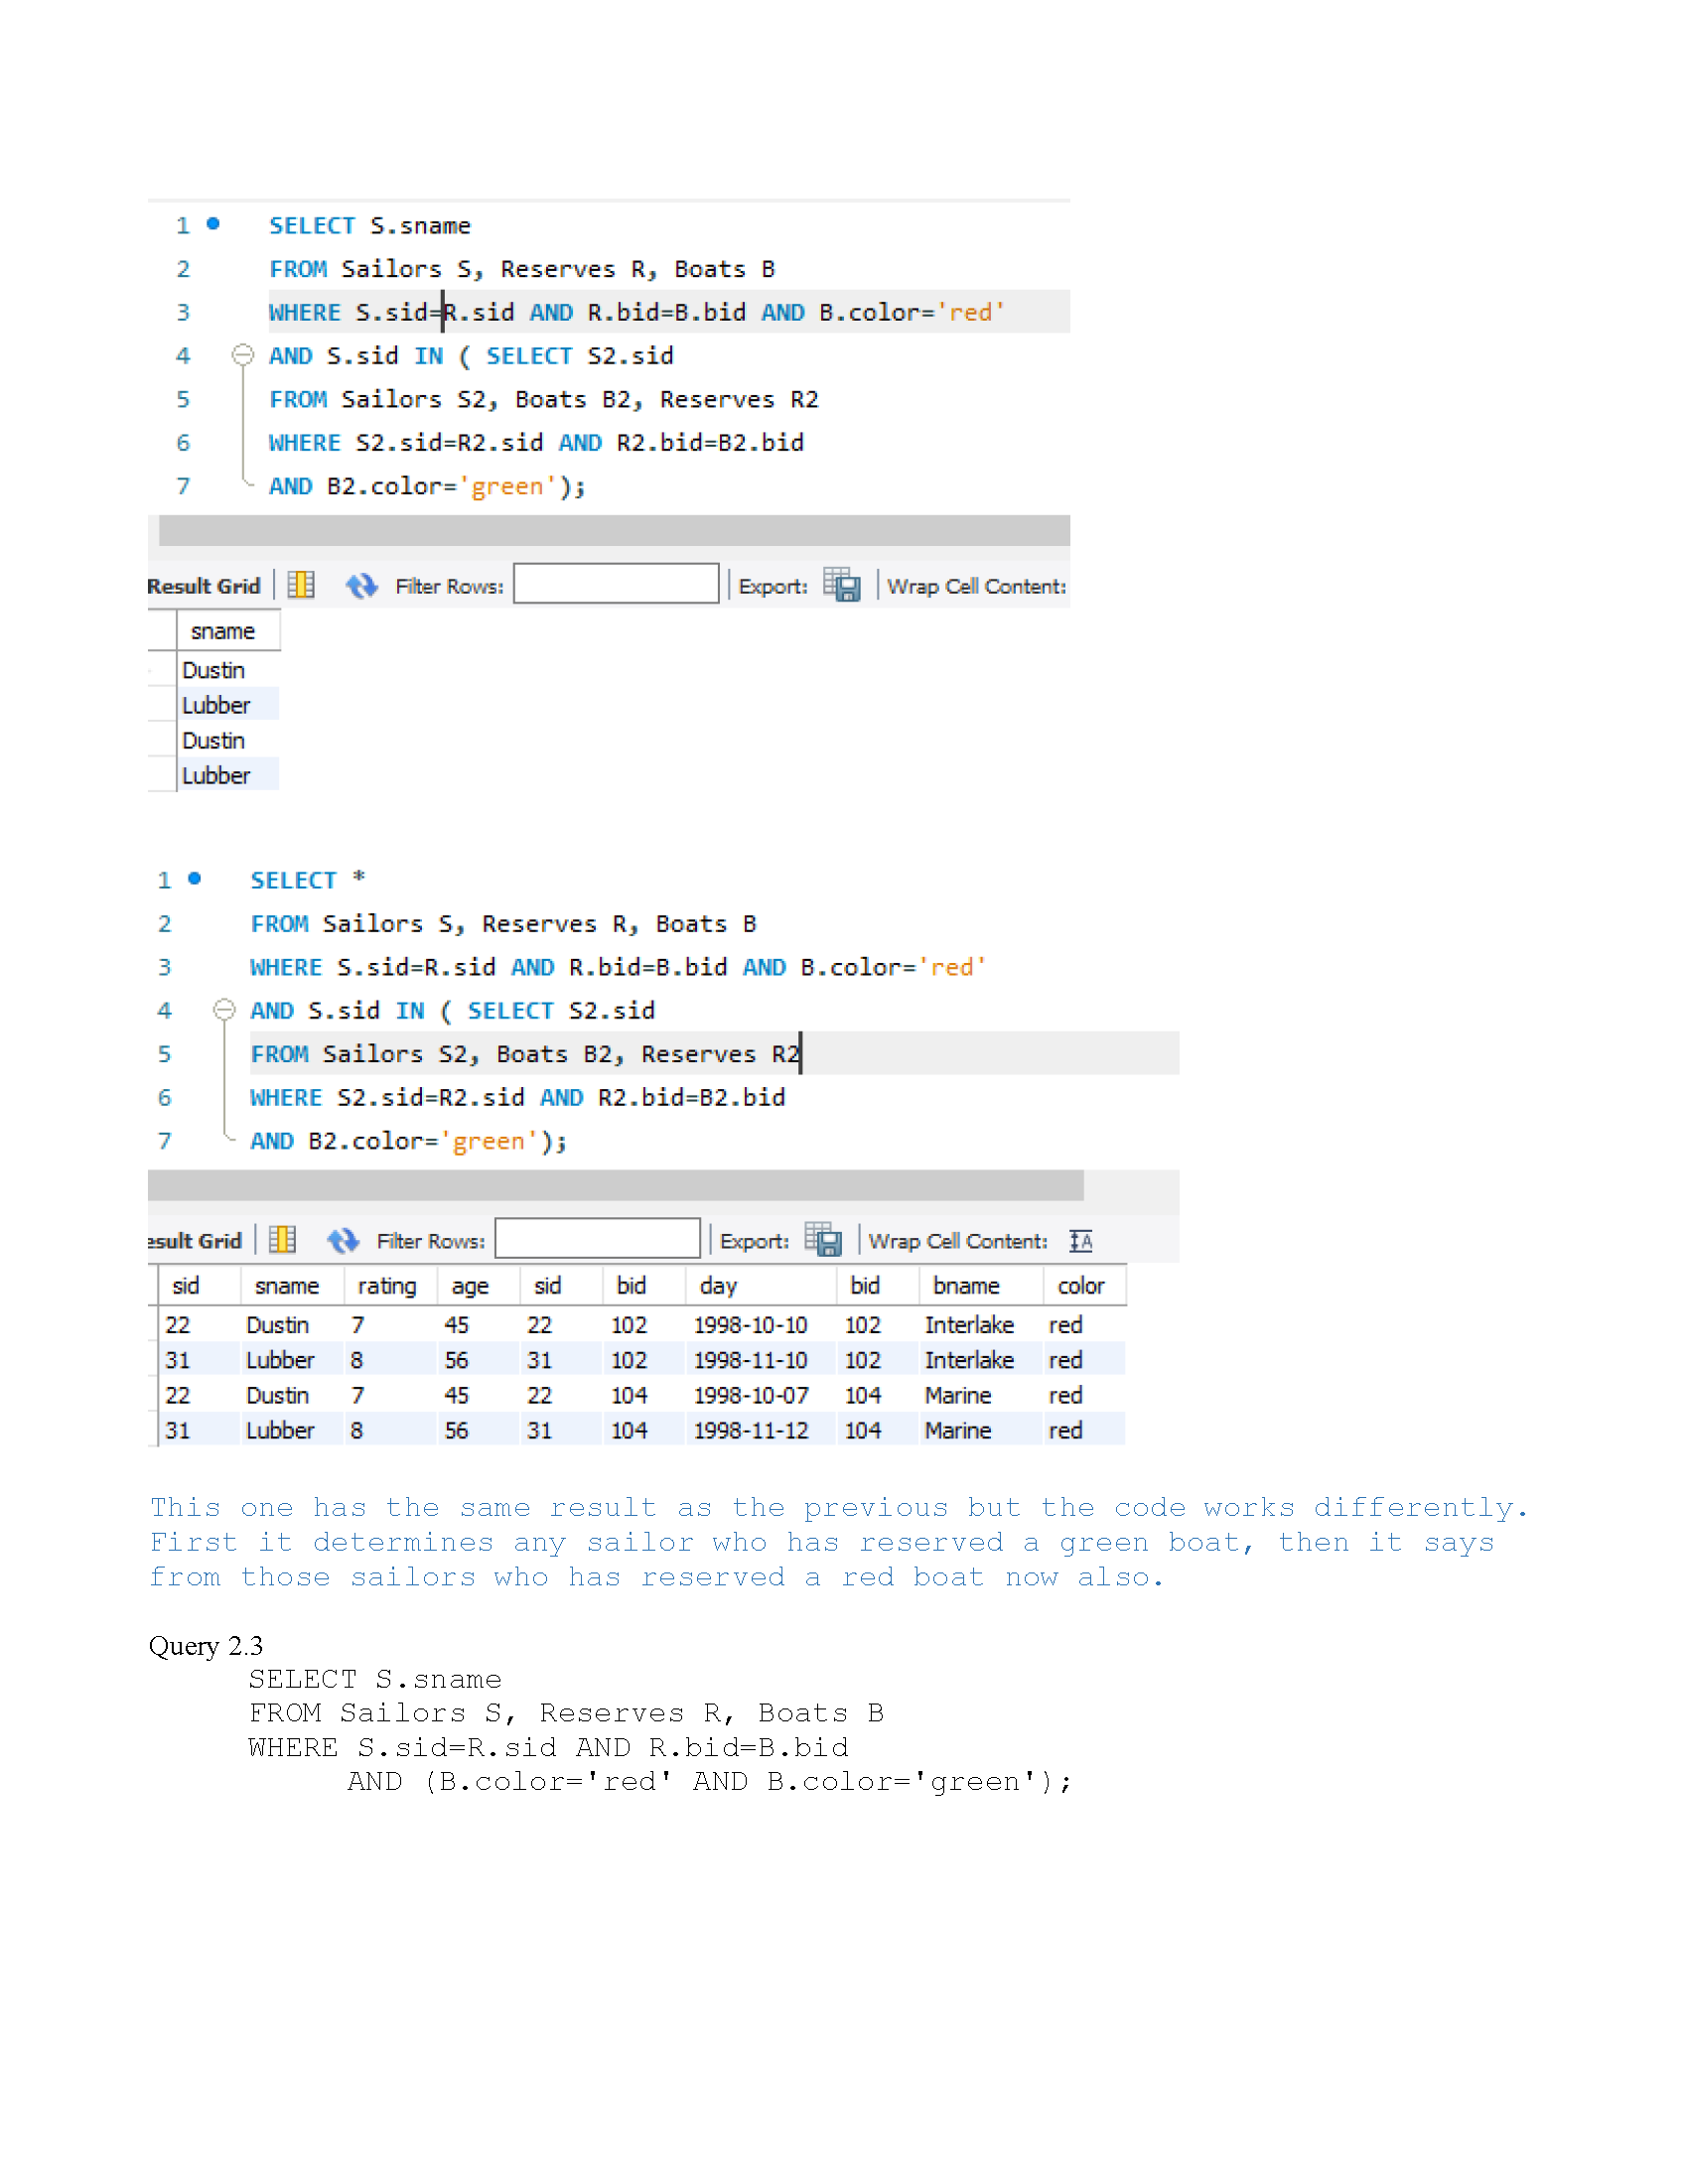 1 SELECT S.sname
2 FROM Sailors S, Reserves R, Boats B
3 WHERE S.sid=R.sid AND R.bid=B.bid AND B.color='red'
4 AND S.sid IN ( SELECT S2.sid
5 FROM Sailors S2, Boats B2, Reserves R2
6 WHERE S2.sid=R2.sid AND R2.bid=B2.bid
7 AND B2.color='green');
Result Grid Filter Rows: Export: Wrap Cell Content:
sname
Dustin
Lubber
Dustin
Lubber
1 SELECT *
2 FROM Sailors S, Reserves R, Boats B
3 WHERE S.sid=R.sid AND R.bid=B.bid AND B.color='red'
4 AND S.sid IN ( SELECT S2.sid
5 FROM Sailors S2, Boats B2, Reserves R2
6 WHERE S2.sid=R2.sid AND R2.bid=B2.bid
7 AND B2.color='green');
esult Grid Filter Rows: Export: Wrap Cell Content: IA
sid sname rating age sid bid day bid bname color
22 Dustin 7 45 22 102 1998-10-10 102 Interlake red
31 Lubber 8 56 31 102 1998-11-10 102 Interlake red
22 Dustin 7 45 22 104 1998-10-07 104 Marine red
31 Lubber 8 56 31 104 1998-11-12 104 Marine red
This one has the same result as the previous but the code works differently.
First it determines any sailor who has reserved a green boat, then it says
from those sailors who has reserved a red boat now also.
Query 2.3
SELECT S.sname
FROM Sailors S, Reserves R, Boats B
WHERE S.sid=R.sid AND R.bid=B.bid
AND (B.color='red' AND B.color='green');